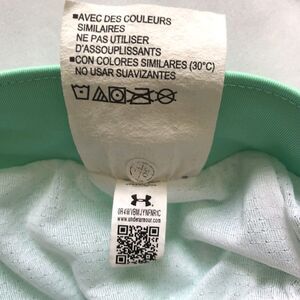 ■AVEC DES COULEURS
SIMILAIRES
NE PAS UTILISER
D'ASSOUPLISSANTS
■CON COLORES SIMILARES (30°C)
NO USAR SUAVIZANTES
www.underarmour.com